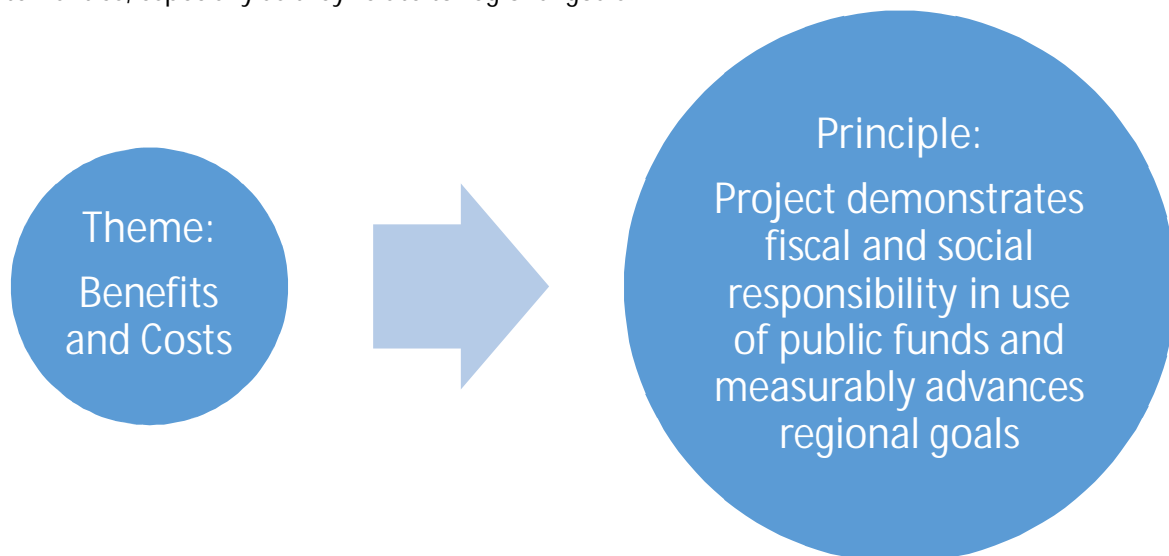 Theme:
Benefits
and Costs
Principle:
Project demonstrates
fiscal and social
responsibility in use
of public funds and
measurably advances
regional goals